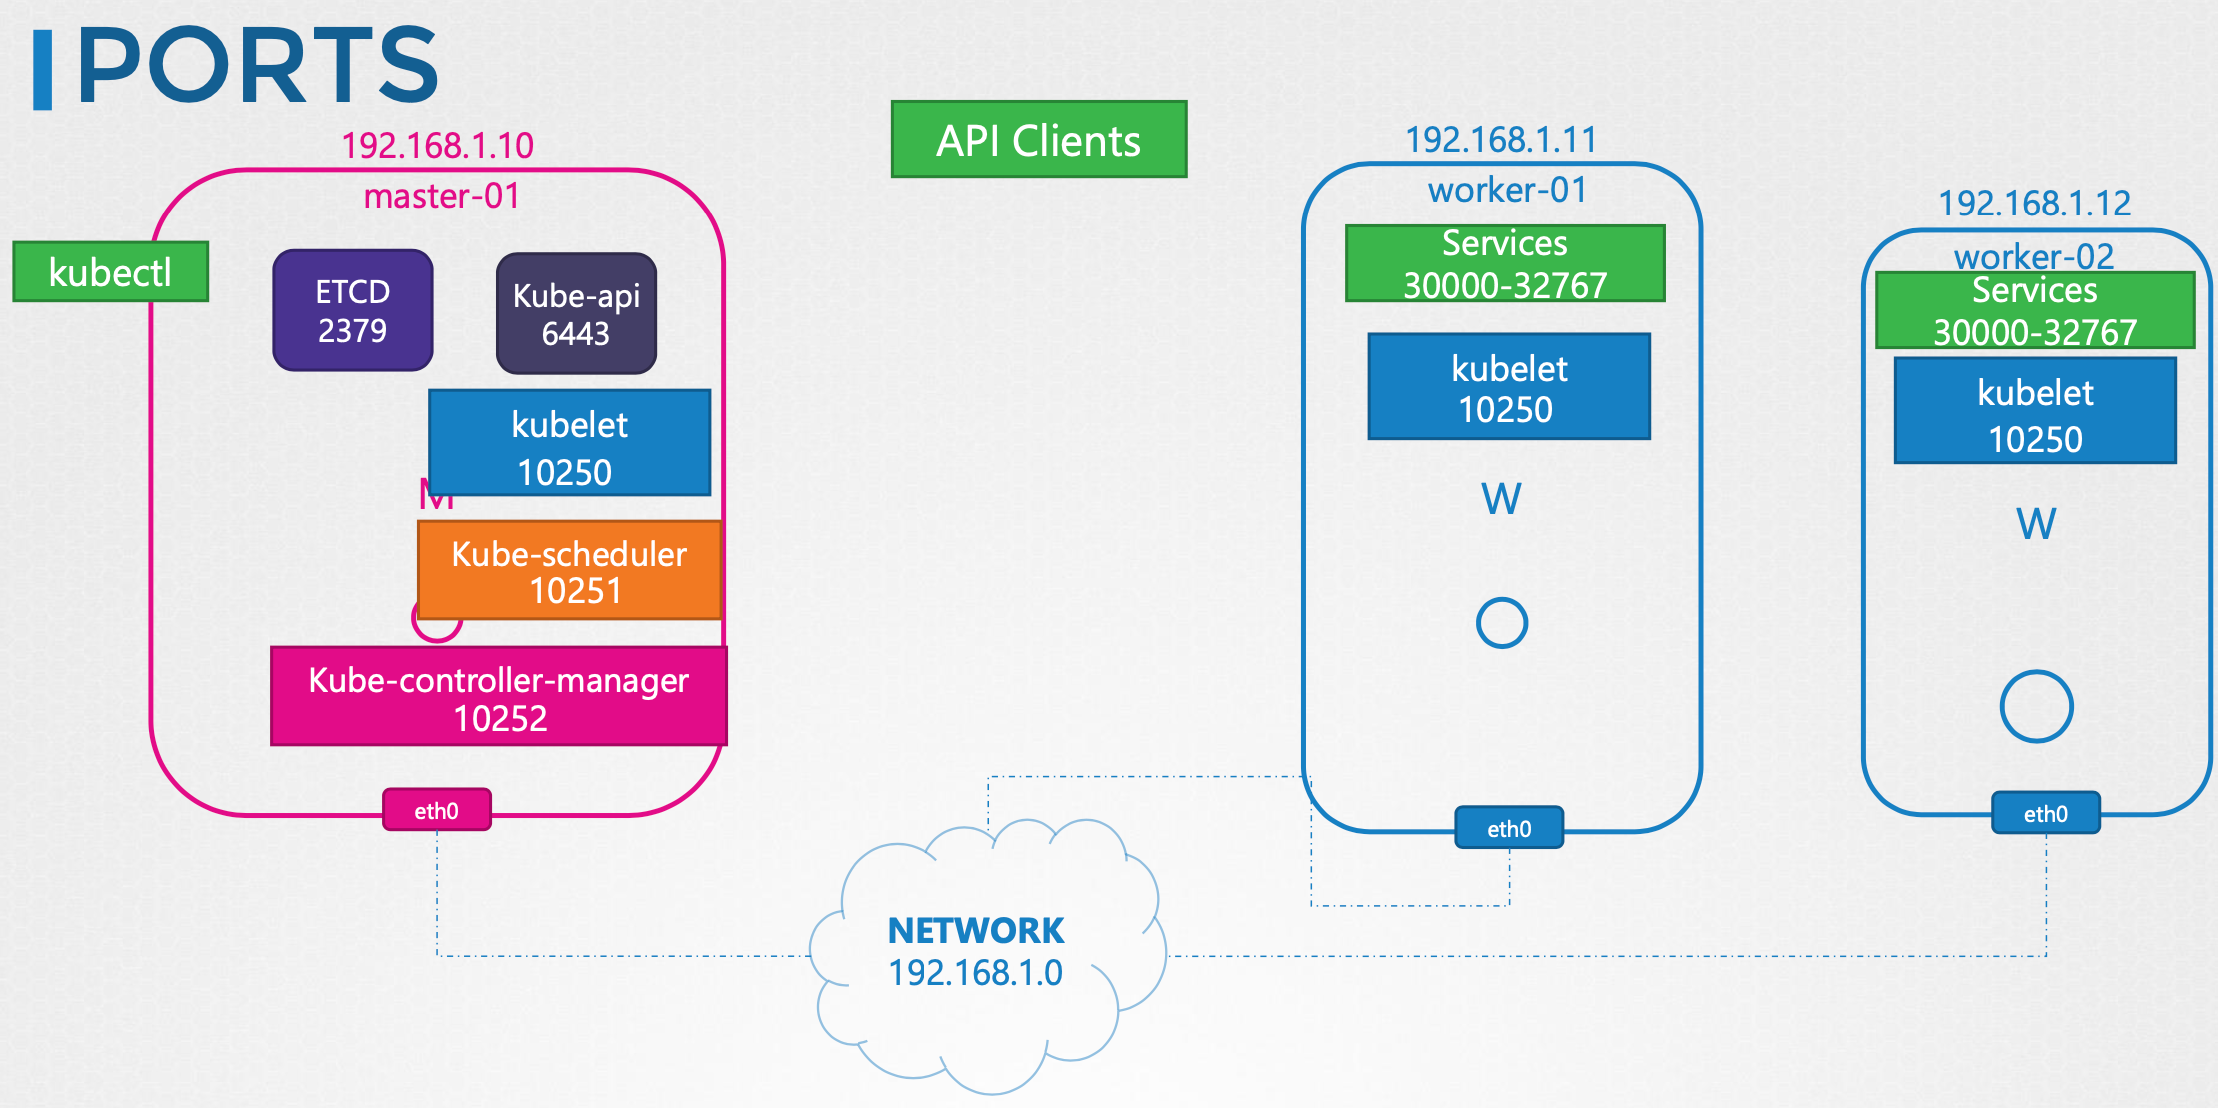 PORTS
192.168.1.10
master-01
kubectl
ETCD
2379
Kube-api
6443
kubelet
10250
M
Kube-scheduler
10251
Kube-controller-manager
10252
eth0
API Clients
NETWORK
192.168.1.0
192.168.1.11
worker-01
Services
30000-32767
kubelet
10250
W
eth0
192.168.1.12
worker-02
Services
30000-32767
kubelet
10250
W
eth0